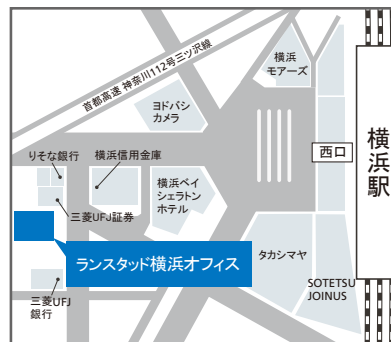 首都高速 神奈川112号三ツ沢線
横浜
モアーズ
ヨドバシ
カメラ
西口
横浜駅
りそな銀行
横浜信用金庫
横浜ベイ
シェラトン
ホテル
三菱UFJ証券
ランスタッド横浜オフィス
タカシマヤ
SOTETSU
JOINUS
三菱UFJ
銀行